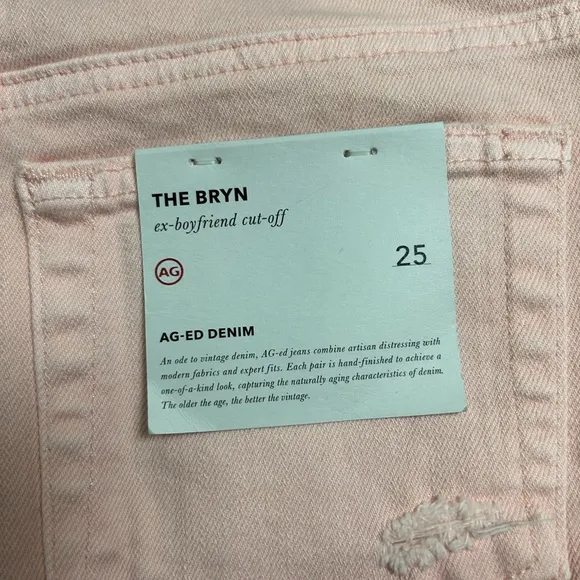 THE BRYN
ex-boyfriend cut-off
25
AG
AG-ED DENIM
An ode to vintage denim, AG-ed jeans combine artisan distressing with
modern fabrics and expert fits. Each pair is hand-finished to achieve a
one-of-a-kind look, capturing the naturally aging characteristics of denim.
The older the age, the better the vintage.